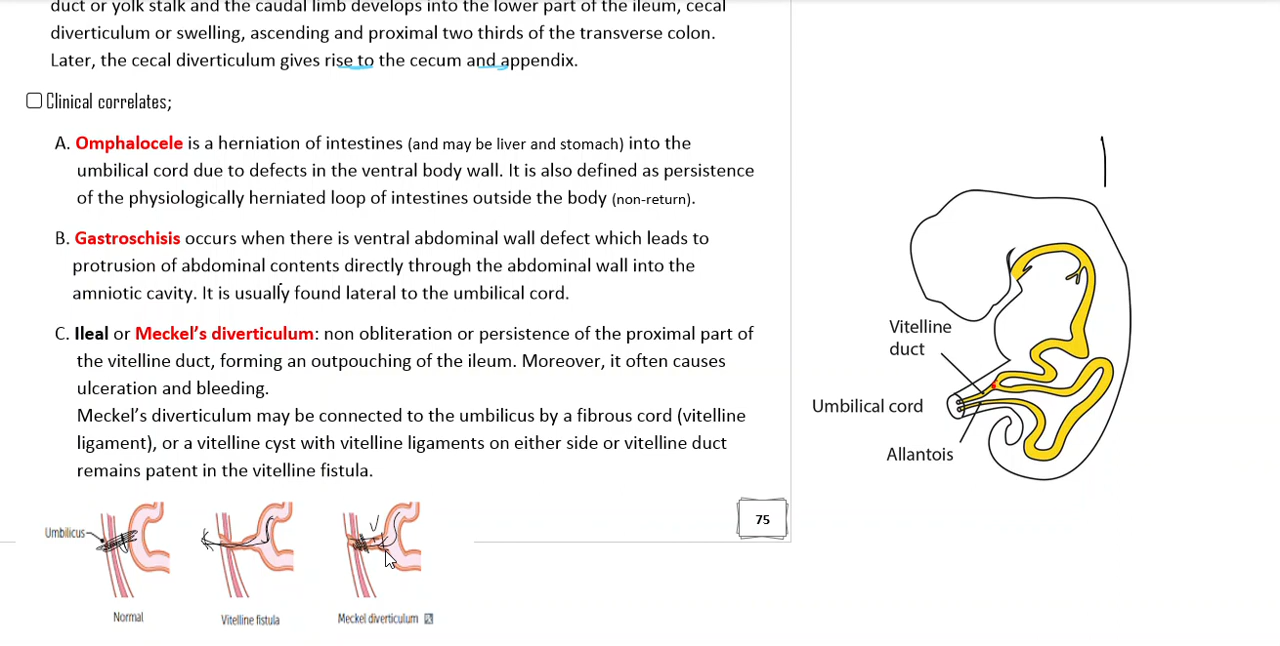 duct or yolk stalk and the caudal limb develops into the lower part of the ileum, cecal
diverticulum or swelling, ascending and proximal two thirds of the transverse colon.
Later, the cecal diverticulum gives rise to the cecum and appendix.
Clinical correlates;
A. Omphalocele is a herniation of intestines (and may be liver and stomach) into the
umbilical cord due to defects in the ventral body wall. It is also defined as persistence
of the physiologically herniated loop of intestines outside the body (non-return).
B. Gastroschisis occurs when there is ventral abdominal wall defect which leads to
protrusion of abdominal contents directly through the abdominal wall into the
amniotic cavity. It is usually found lateral to the umbilical cord.
C. Ileal or Meckel’s diverticulum: non obliteration or persistence of the proximal part of
the vitelline duct, forming an outpouching of the ileum. Moreover, it often causes
ulceration and bleeding.
Meckel’s diverticulum may be connected to the umbilicus by a fibrous cord (vitelline
ligament), or a vitelline cyst with vitelline ligaments on either side or vitelline duct
remains patent in the vitelline fistula.
Umbilicus
Normal
Vitelline fistula
Meckel diverticulum
75
Vitelline
duct
Umbilical cord
Allantois